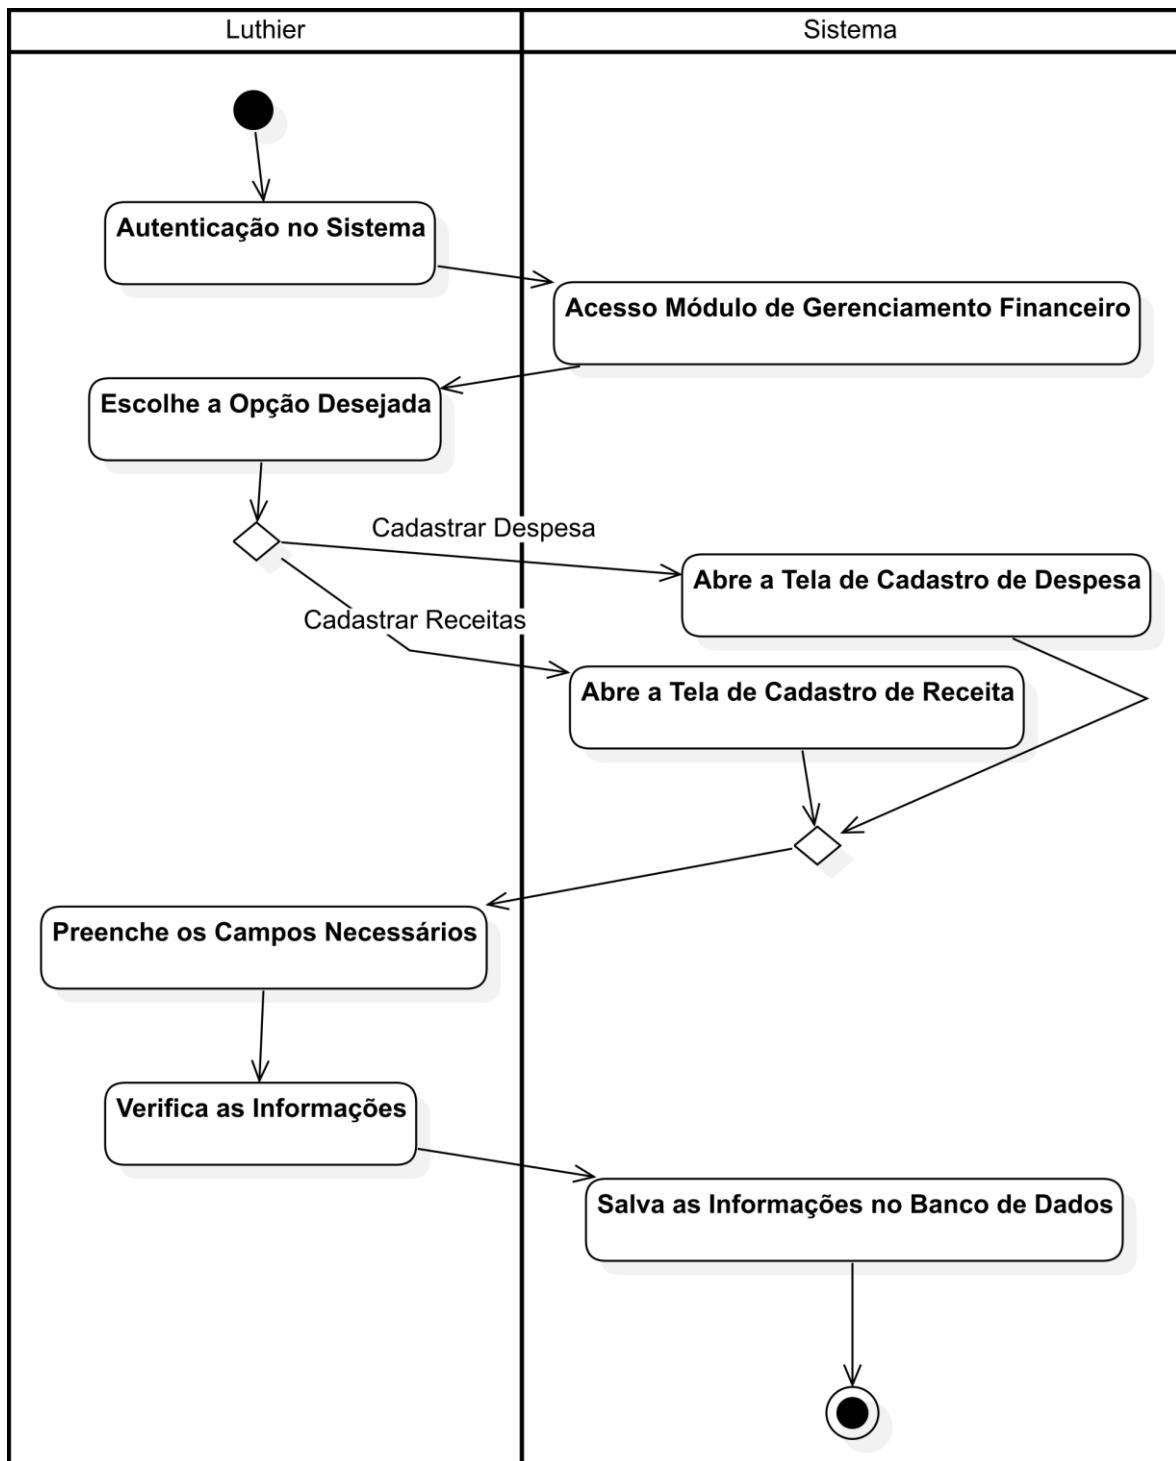 Luthier
Sistema
Autenticação no Sistema
Acesso Módulo de Gerenciamento Financeiro
Escolhe a Opção Desejada
Cadastrar Despesa
Abre a Tela de Cadastro de Despesa
Cadastrar Receitas
Abre a Tela de Cadastro de Receita
Preenche os Campos Necessários
Verifica as Informações
Salva as Informações no Banco de Dados